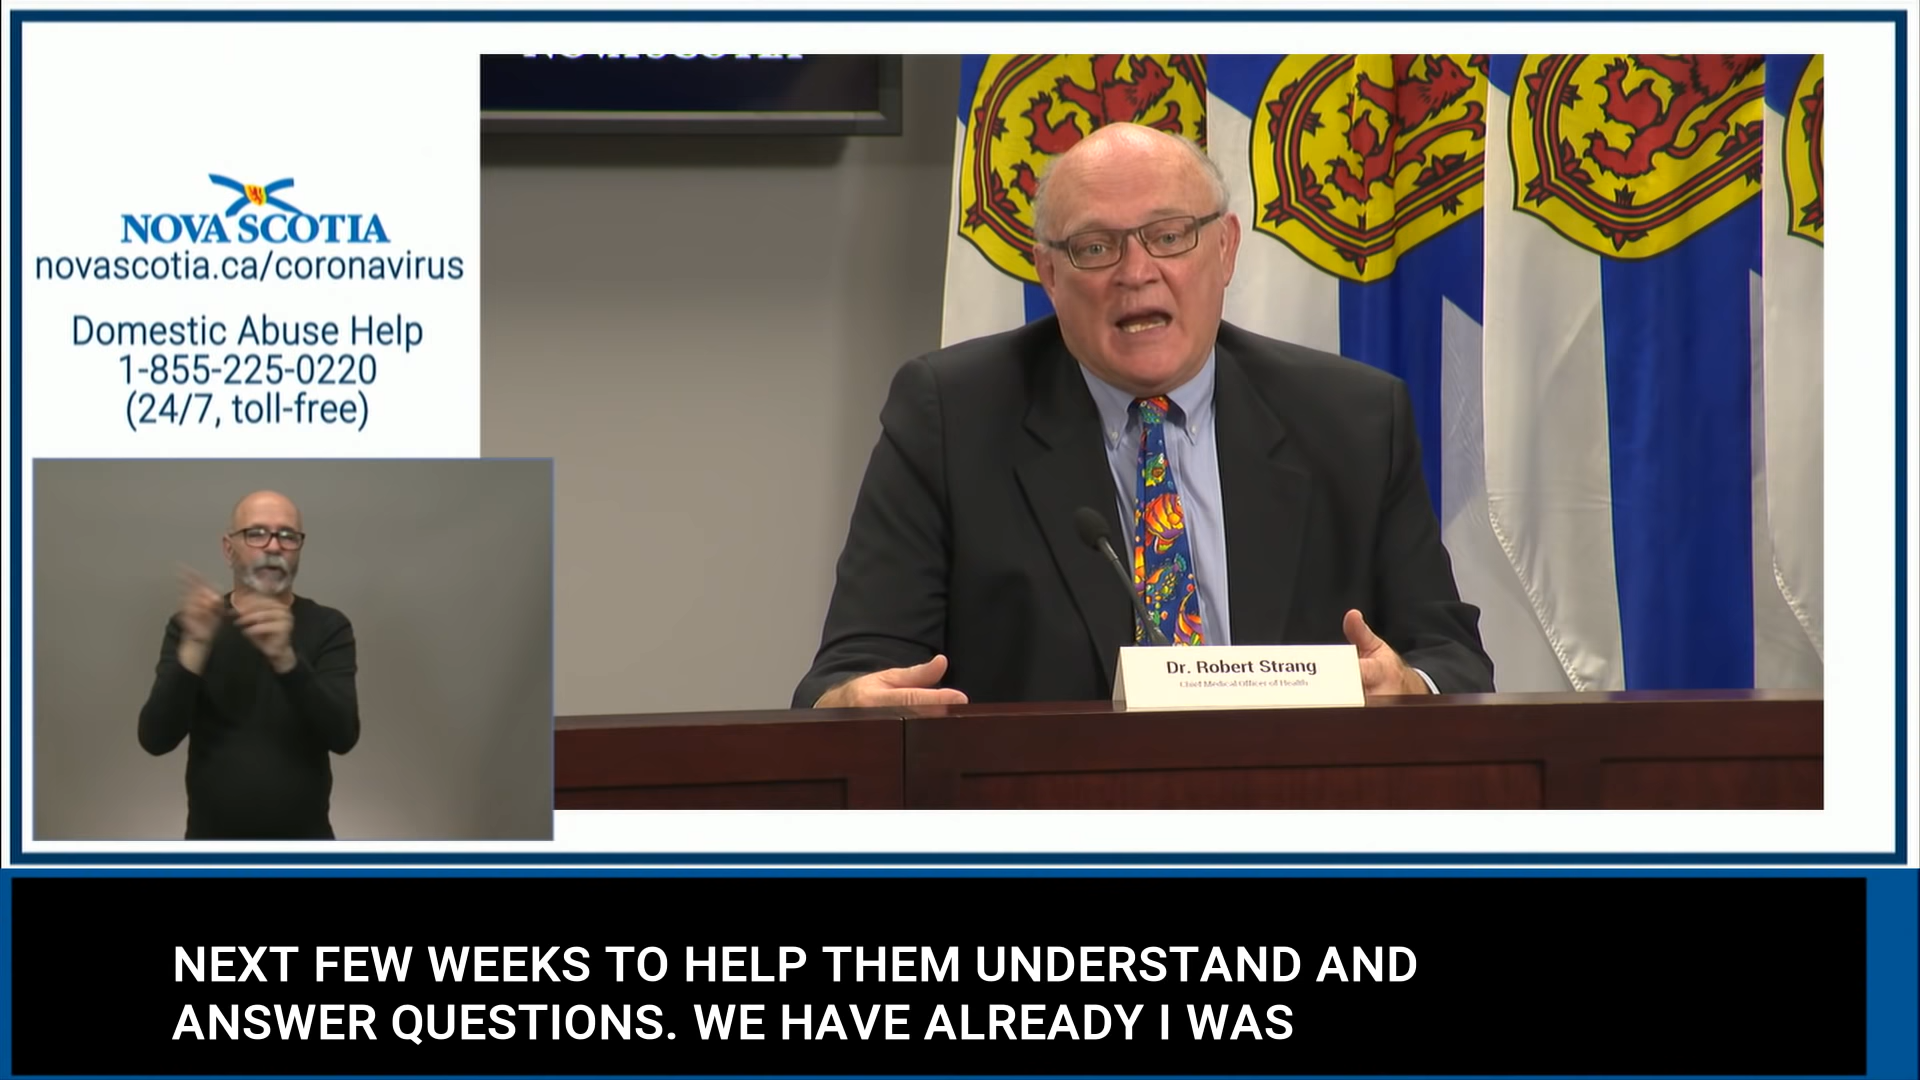 NOVA SCOTIA
NOVA SCOTIA
novascotia.ca/coronavirus
Domestic Abuse Help
1-855-225-0220
(24/7, toll-free)
Dr. Robert Strang
Chief Medical Officer of Health
NEXT FEW WEEKS TO HELP THEM UNDERSTAND AND
ANSWER QUESTIONS. WE HAVE ALREADY I WAS